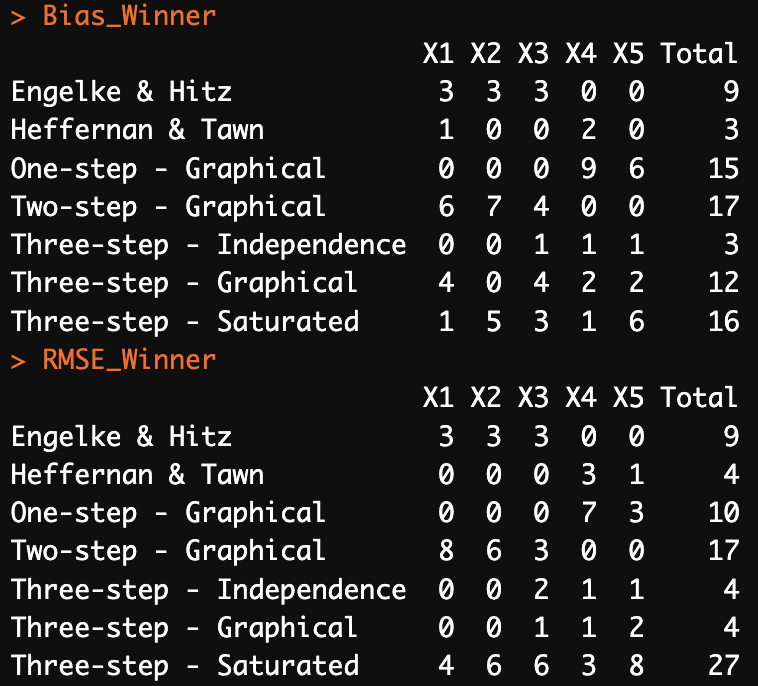 > Bias_Winner
X1 X2 X3 X4 X5 Total
Engelke & Hitz 3 3 3 0 0 9
Heffernan & Tawn 1 0 0 2 0 3
One-step - Graphical 0 0 0 9 6 15
Two-step - Graphical 6 7 4 0 0 17
Three-step - Independence 0 0 1 1 1 3
Three-step - Graphical 4 0 4 2 2 12
Three-step - Saturated 1 5 3 1 6 16
> RMSE_Winner
X1 X2 X3 X4 X5 Total
Engelke & Hitz 3 3 3 0 0 9
Heffernan & Tawn 0 0 0 3 1 4
One-step - Graphical 0 0 0 7 3 10
Two-step - Graphical 8 6 3 0 0 17
Three-step - Independence 0 0 2 1 1 4
Three-step - Graphical 0 0 1 1 2 4
Three-step - Saturated 4 6 6 3 8 27